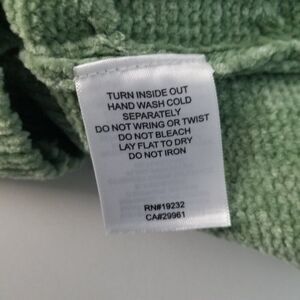 TURN INSIDE OUT
HAND WASH COLD
SEPARATELY
DO NOT WRING OR TWIST
DO NOT BLEACH
LAY FLAT TO DRY
DO NOT IRON
RN#19232
CA#29961